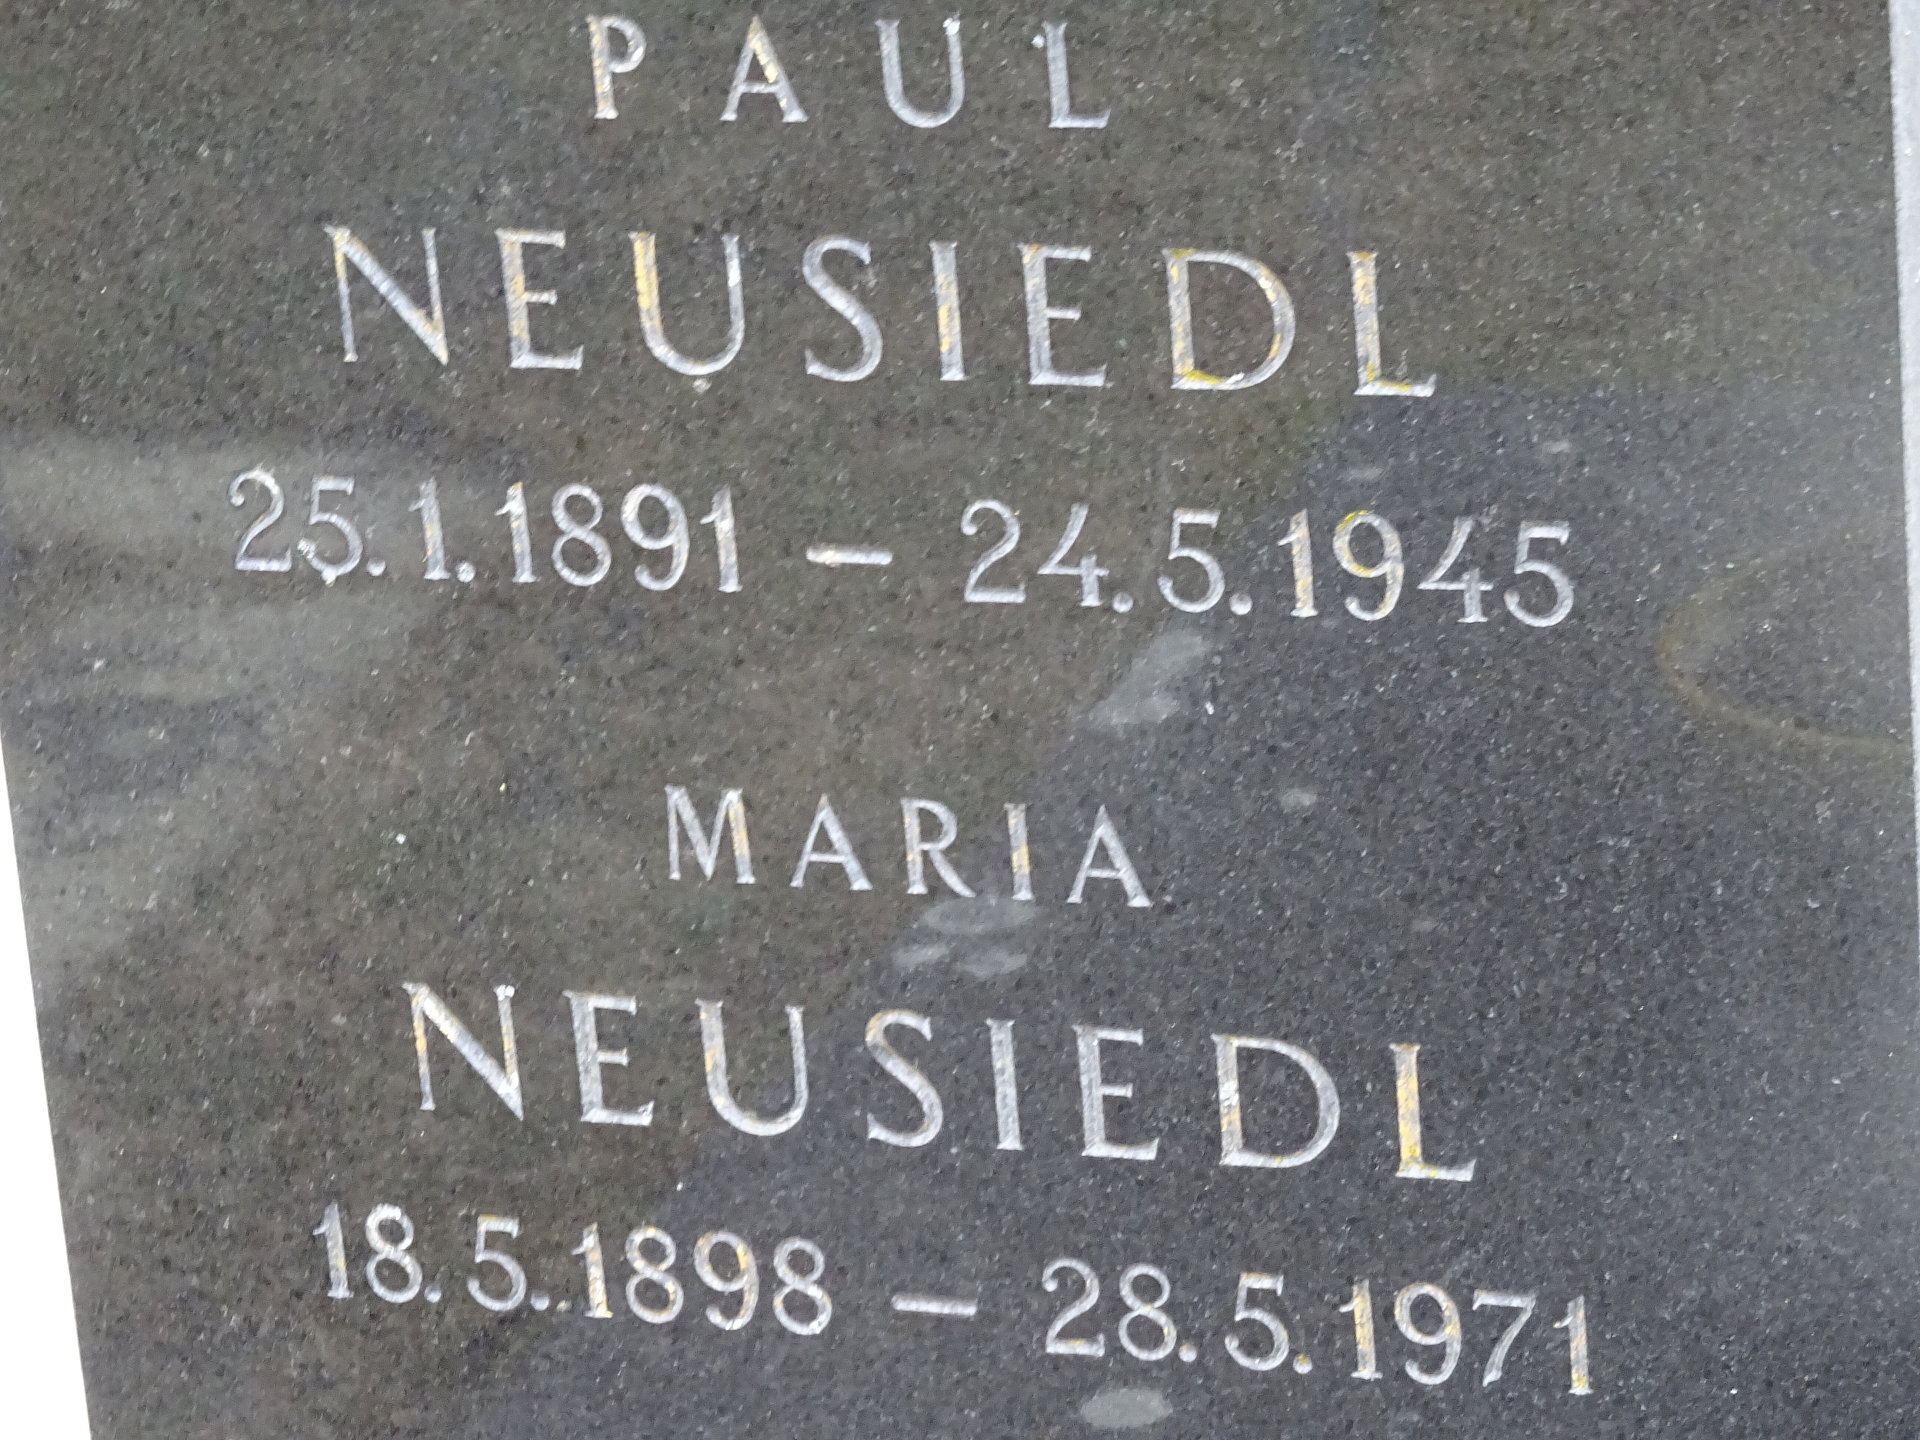 PAUL
NEUSIEDL
25.1.1891 – 24.5.1945
MARIA
NEUSIEDL
18.5.1898 – 28.5.1971